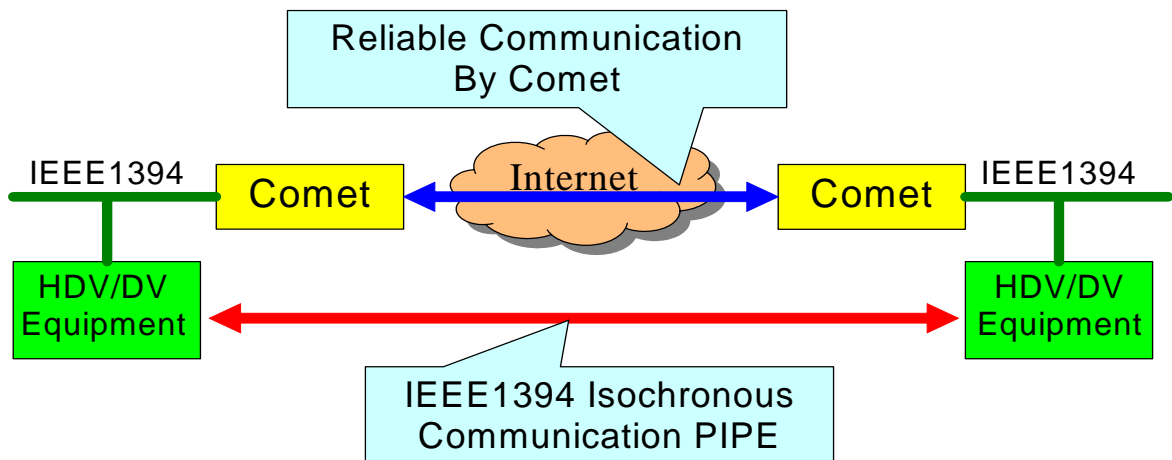 Reliable Communication
By Comet
IEEE1394
Comet
Internet
Comet
IEEE1394
HDV/DV
Equipment
HDV/DV
Equipment
IEEE1394 Isochronous
Communication PIPE